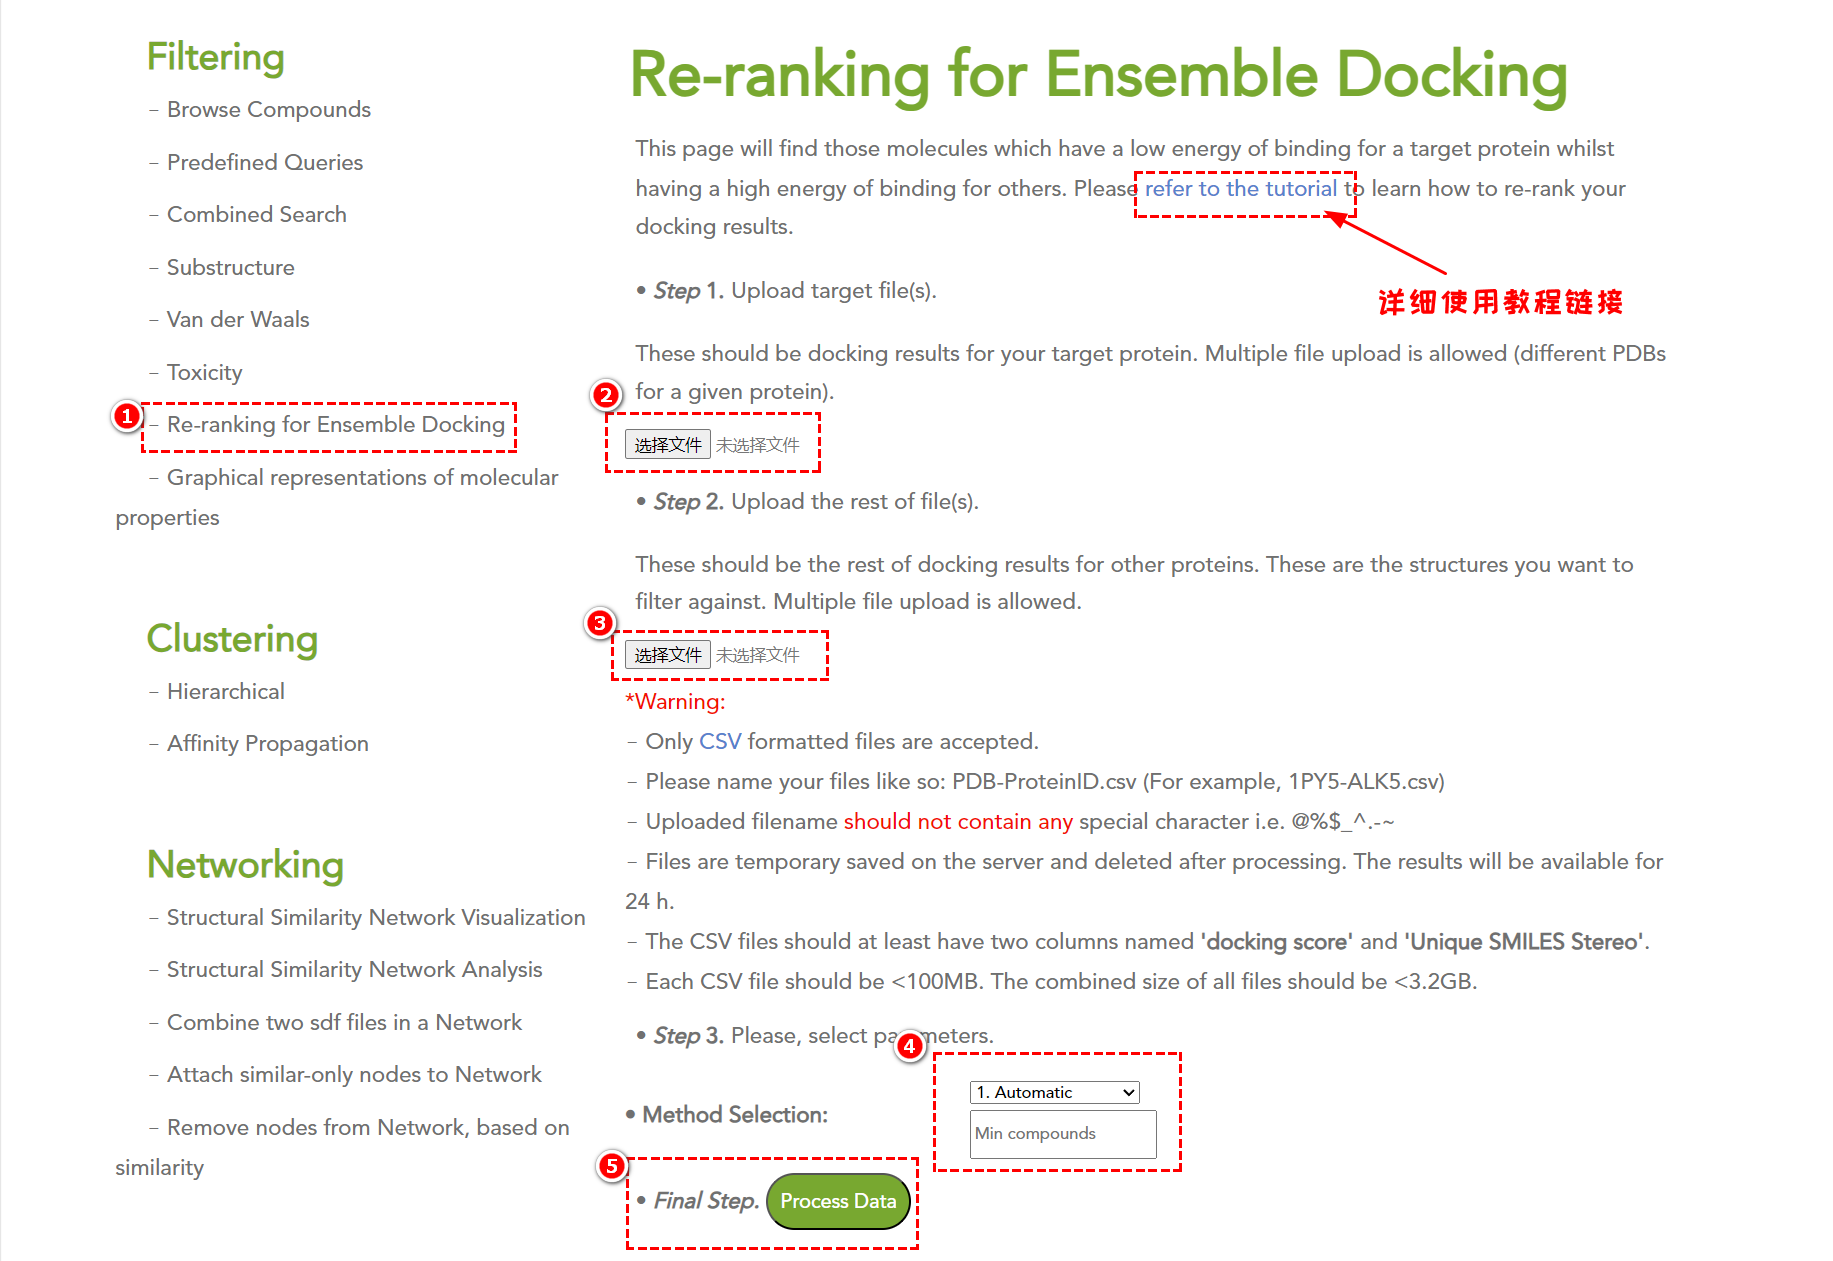 Filtering
- Browse Compounds
- Predefined Queries
- Combined Search
- Substructure
- Van der Waals
- Toxicity
1
- Re-ranking for Ensemble Docking
- Graphical representations of molecular
properties
Clustering
- Hierarchical
- Affinity Propagation
Networking
- Structural Similarity Network Visualization
- Structural Similarity Network Analysis
- Combine two sdf files in a Network
- Attach similar-only nodes to Network
- Remove nodes from Network, based on
similarity
Re-ranking for Ensemble Docking
This page will find those molecules which have a low energy of binding for a target protein whilst
having a high energy of binding for others. Please refer to the tutorial to learn how to re-rank your
docking results.
详细使用教程链接
• Step 1. Upload target file(s).
These should be docking results for your target protein. Multiple file upload is allowed (different PDBs
for a given protein).
2
选择文件 未选择文件
• Step 2. Upload the rest of file(s).
These should be the rest of docking results for other proteins. These are the structures you want to
filter against. Multiple file upload is allowed.
3
选择文件 未选择文件
*Warning:
- Only CSV formatted files are accepted.
- Please name your files like so: PDB-ProteinID.csv (For example, 1PY5-ALK5.csv)
- Uploaded filename should not contain any special character i.e. @%$_^.-~
- Files are temporary saved on the server and deleted after processing. The results will be available for
24 h.
- The CSV files should at least have two columns named 'docking score' and 'Unique SMILES Stereo'.
- Each CSV file should be <100MB. The combined size of all files should be <3.2GB.
• Step 3. Please, select parameters.
4
1. Automatic
• Method Selection:
Min compounds
5
• Final Step. Process Data